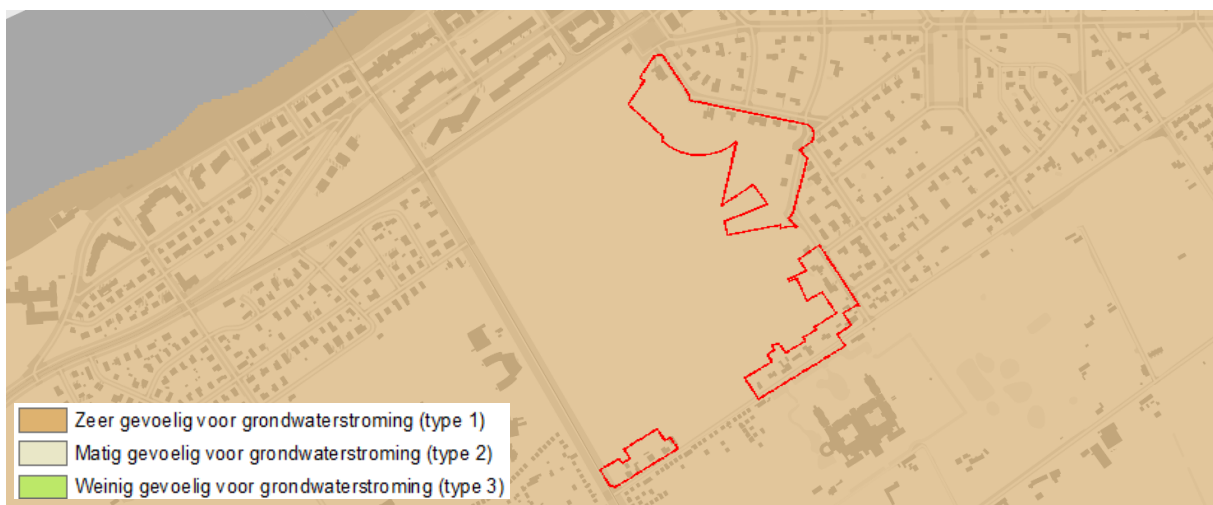 Zeer gevoelig voor grondwaterstroming (type 1)
Matig gevoelig voor grondwaterstroming (type 2)
Weinig gevoelig voor grondwaterstroming (type 3)